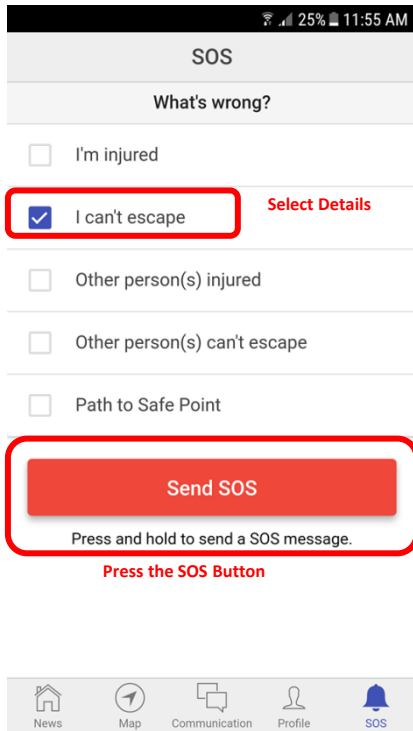 25% 11:55 AM
SOS
What's wrong?
I'm injured
I can't escape
Select Details
Other person(s) injured
Other person(s) can't escape
Path to Safe Point
Send SOS
Press and hold to send a SOS message.
Press the SOS Button
News Map Communication Profile SOS